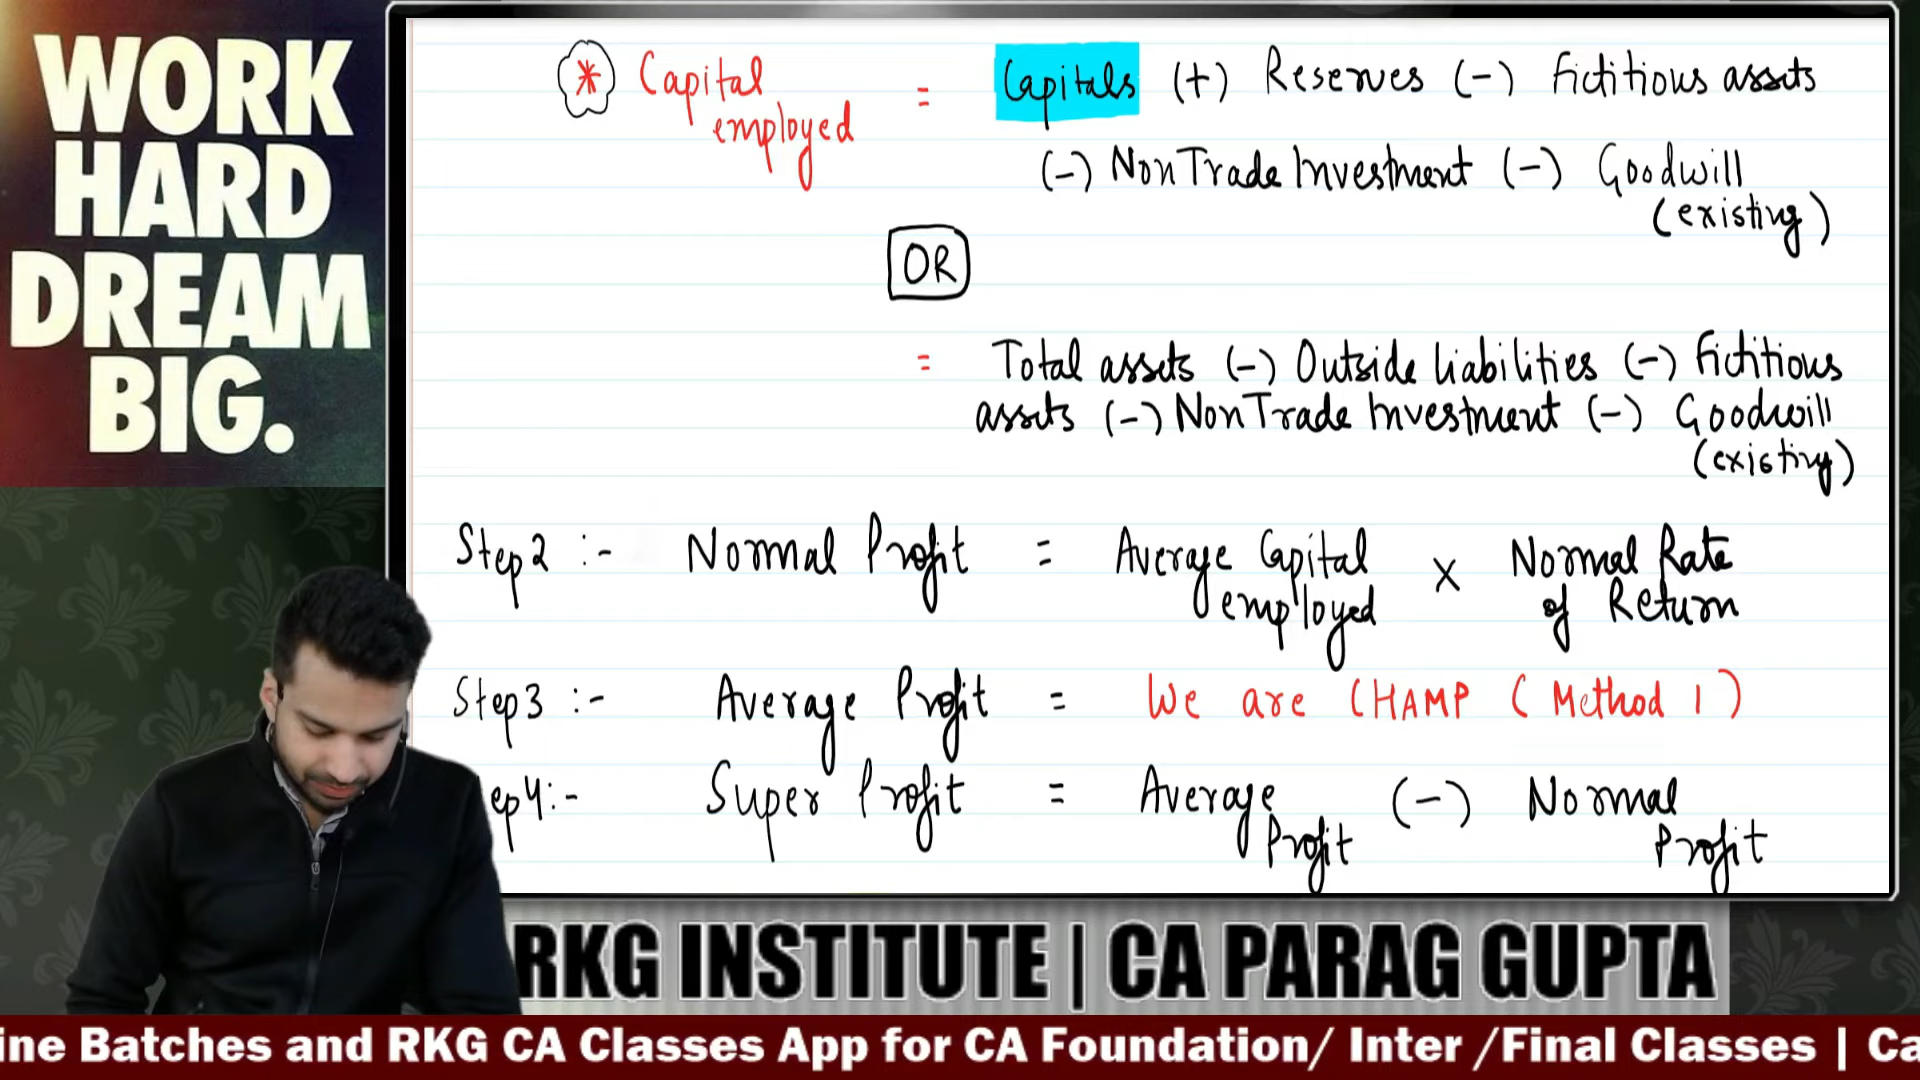 WORK
HARD
DREAM
BIG.
* Capital employed = Capitals (+) Reserves (-) Fictitious assets
(-) Non Trade Investment (-) Goodwill (existing)
OR
= Total assets (-) Outside liabilities (-) Fictitious
assets (-) Non Trade Investment (-) Goodwill (existing)
Step 2 :- Normal Profit = Average Capital employed X Normal Rate of Return
Step 3 :- Average Profit = We are CHAMP (Method 1)
ep 4:- Super Profit = Average Profit (-) Normal Profit
RKG INSTITUTE | CA PARAG GUPTA
ine Batches and RKG CA Classes App for CA Foundation/ Inter /Final Classes | Ca